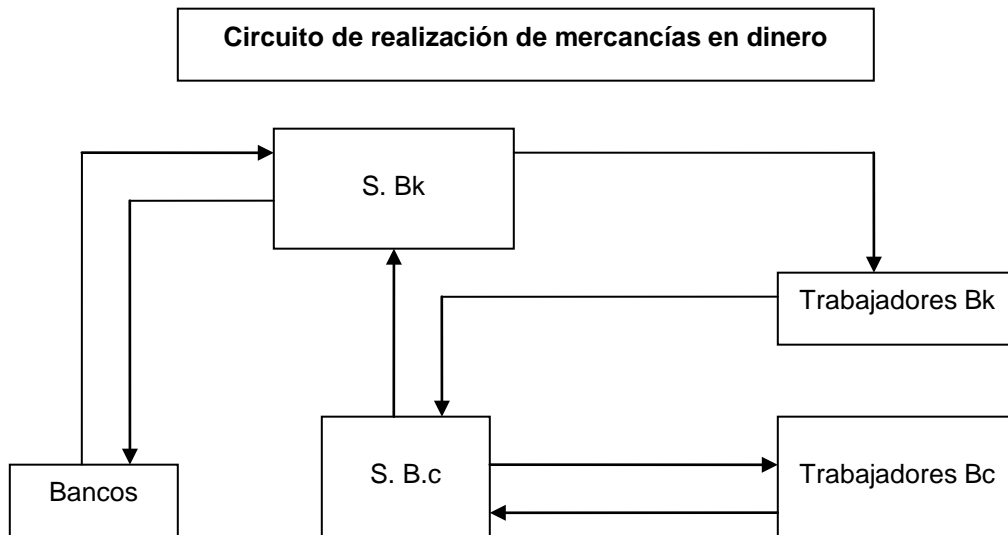 Circuito de realización de mercancías en dinero
S. Bk
Trabajadores Bk
S. B.c
Trabajadores Bc
Bancos